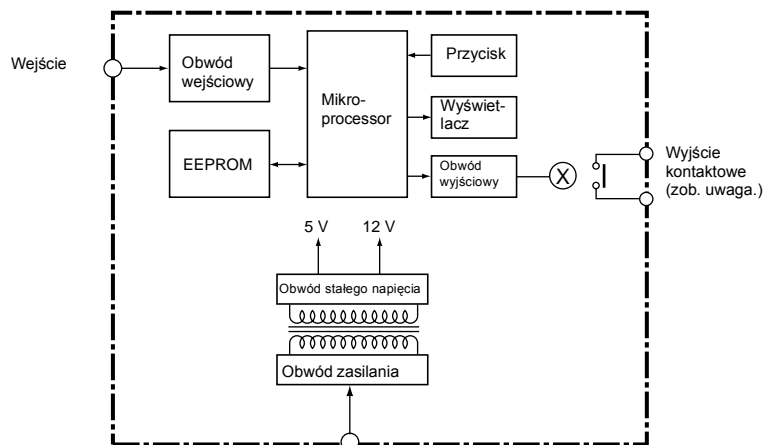 Wejście
Obwód
wejściowy
Mikro-
processor
Przycisk
Wyświet-
lacz
EEPROM
Obwód
wyjściowy
X
Wyjście
kontaktowe
(zob. uwaga.)
5 V
12 V
Obwód stałego napięcia
Obwód zasilania